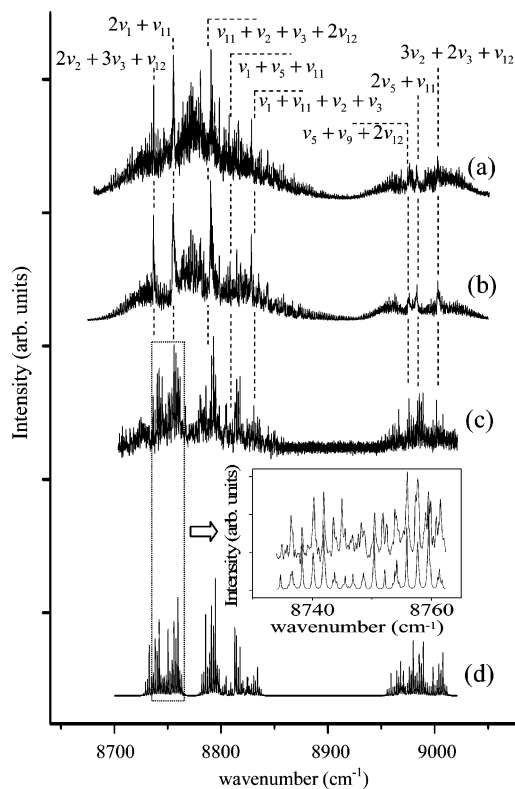 2ν₁ + ν₁₁
ν₁₁ + ν₂ + ν₃ + 2ν₁₂
2ν₂ + 3ν₃ + ν₁₂
3ν₂ + 2ν₃ + ν₁₂
ν₁ + ν₅ + ν₁₁
2ν₅ + ν₁₁
ν₁ + ν₁₁ + ν₂ + ν₃
ν₅ + ν₉ + 2ν₁₂
(a)
(b)
(c)
Intensity (arb. units)
Intensity (arb. units)
8740 8760
wavenumber (cm⁻¹)
(d)
8700 8800 8900 9000
wavenumber (cm⁻¹)